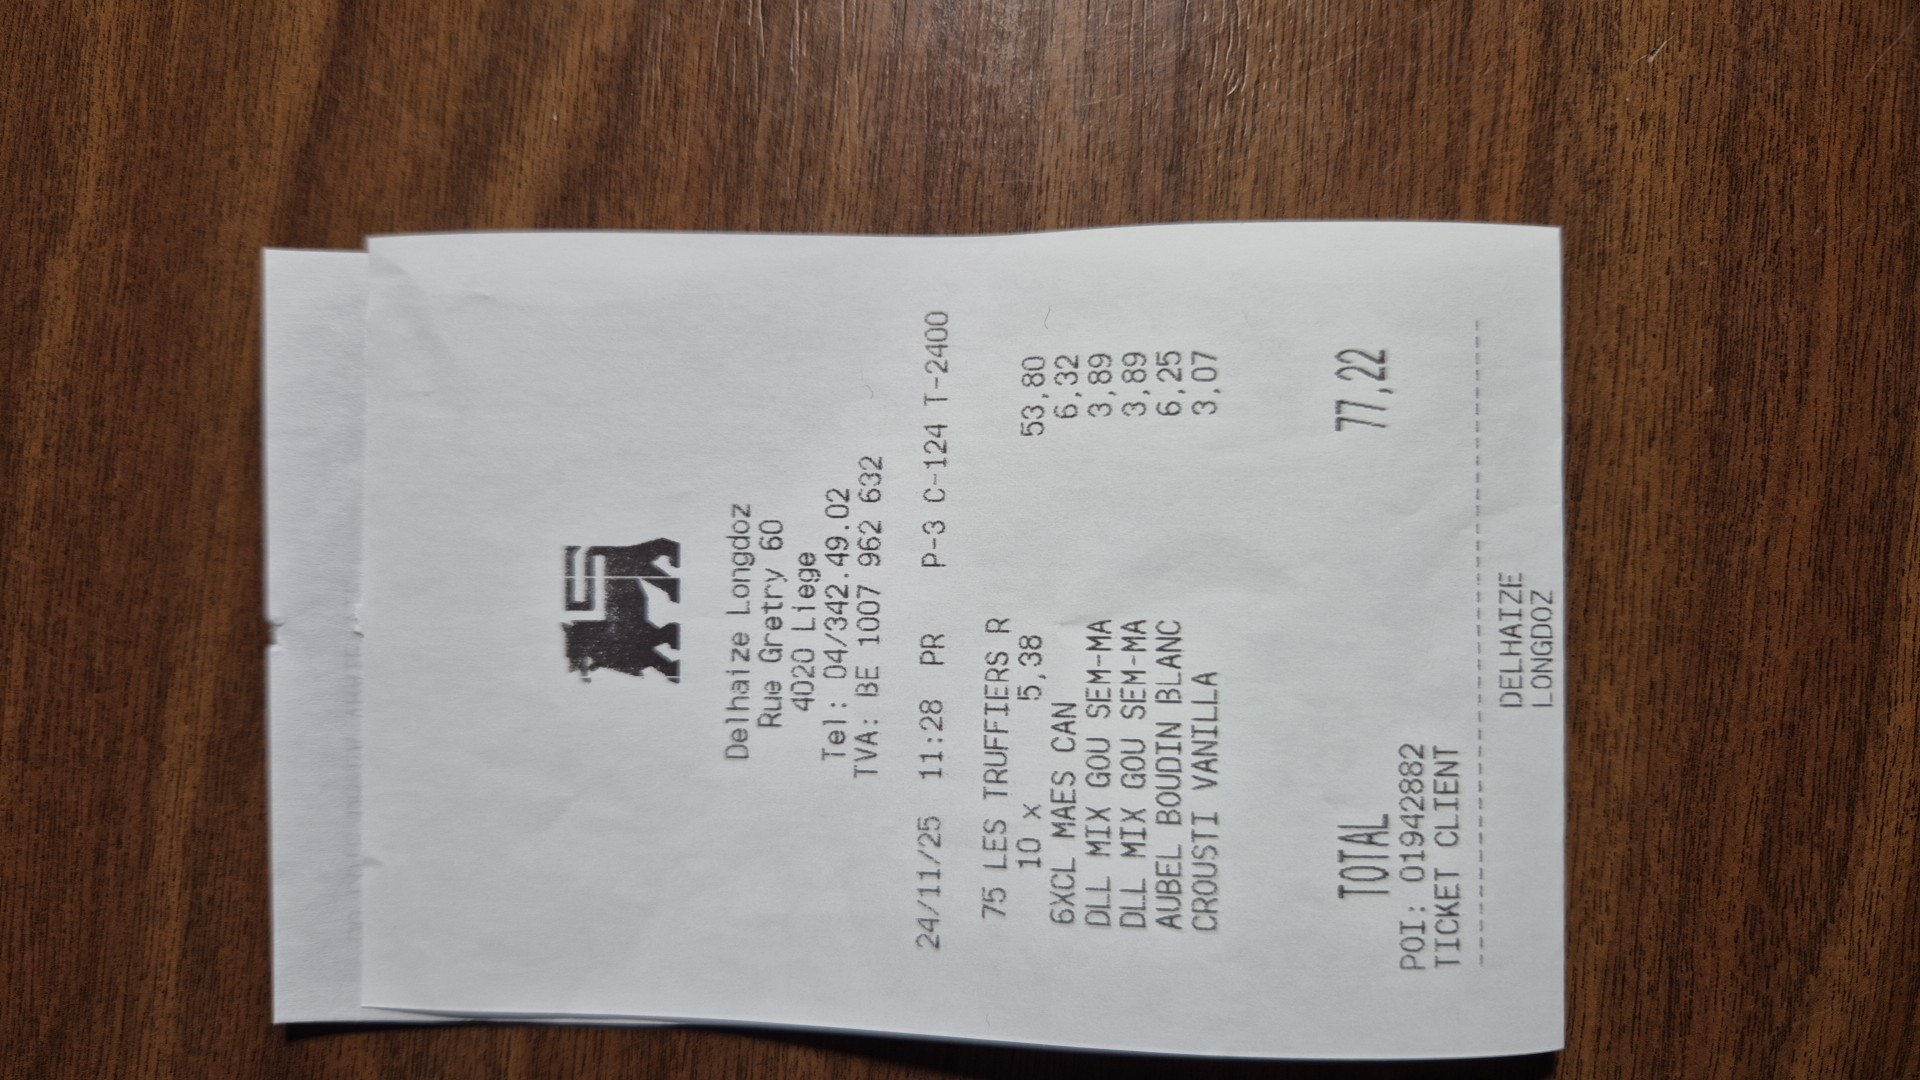 Delhaize Longdoz
Rue Gretry 60
4020 Liege
Tel: 04/342.49.02
TVA: BE 1007 962 632
24/11/25 11:28 PR P-3 C-124 T-2400
75 LES TRUFFIERS R
10 x 5,38 53,80
6XCL MAES CAN 6,32
DLL MIX GOU SEM-MA 3,89
DLL MIX GOU SEM-MA 3,89
AUBEL BOUDIN BLANC 6,25
CROUSTI VANILLA 3,07
TOTAL 77,22
POI: 01942882
TICKET CLIENT
DELHAIZE
LONGDOZ